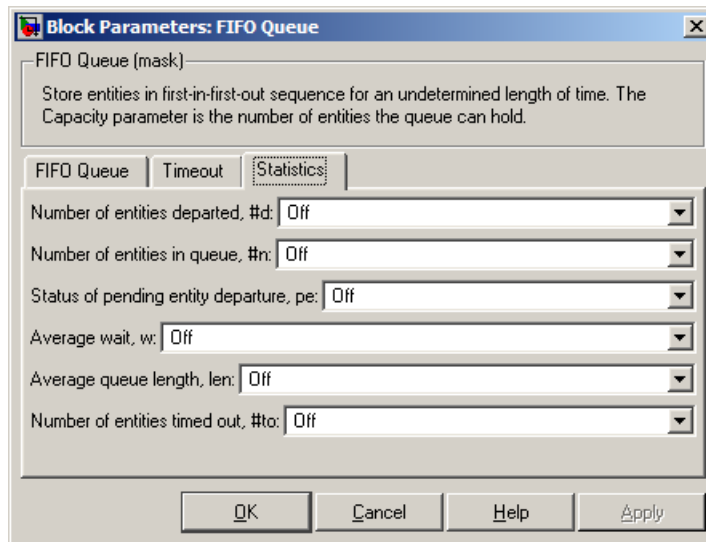 Block Parameters: FIFO Queue
FIFO Queue (mask)
Store entities in first-in-first-out sequence for an undetermined length of time. The
Capacity parameter is the number of entities the queue can hold.
FIFO Queue Timeout Statistics
Number of entities departed, #d: Off
Number of entities in queue, #n: Off
Status of pending entity departure, pe: Off
Average wait, w: Off
Average queue length, len: Off
Number of entities timed out, #to: Off
OK Cancel Help Apply